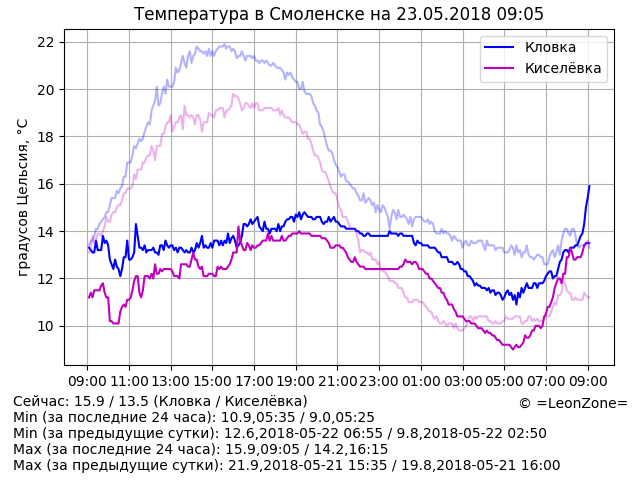 Температура в Смоленске на 23.05.2018 09:05
Кловка
Киселёвка
градусов Цельсия, °C
22
20
18
16
14
12
10
09:00 11:00 13:00 15:00 17:00 19:00 21:00 23:00 01:00 03:00 05:00 07:00 09:00
Сейчас: 15.9 / 13.5 (Кловка / Киселёвка)
© =LeonZone=
Min (за последние 24 часа): 10.9,05:35 / 9.0,05:25
Min (за предыдущие сутки): 12.6,2018-05-22 06:55 / 9.8,2018-05-22 02:50
Max (за последние 24 часа): 15.9,09:05 / 14.2,16:15
Max (за предыдущие сутки): 21.9,2018-05-21 15:35 / 19.8,2018-05-21 16:00